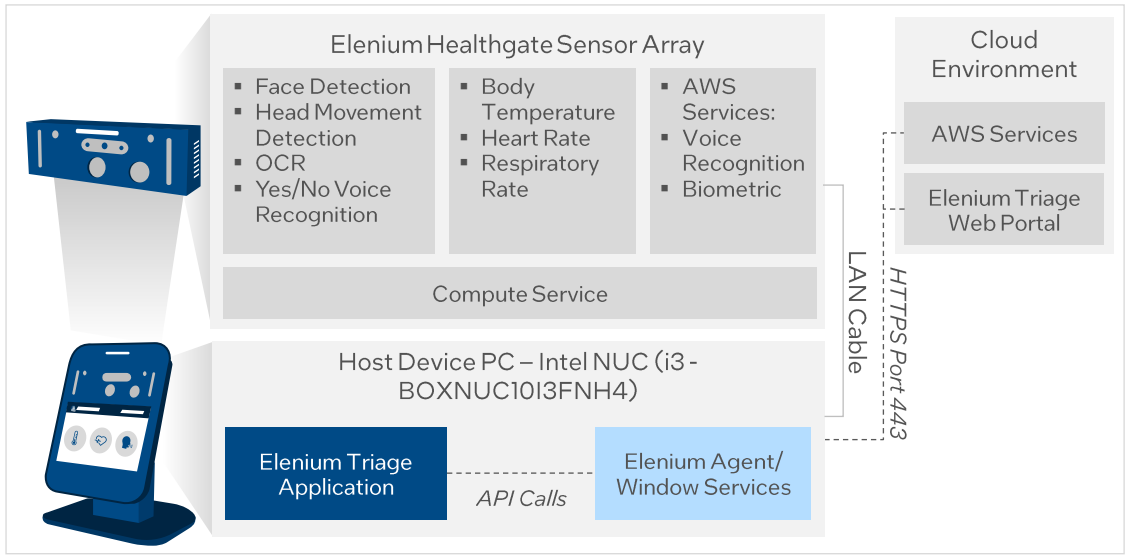 Elenium Healthgate Sensor Array
▪ Face Detection
▪ Head Movement
Detection
▪ OCR
▪ Yes/No Voice
Recognition
▪ Body
Temperature
▪ Heart Rate
▪ Respiratory
Rate
▪ AWS
Services:
▪ Voice
Recognition
▪ Biometric
Compute Service
Host Device PC – Intel NUC (i3 -
BOXNUC10I3FNH4)
Elenium Triage
Application
API Calls
Elenium Agent/
Window Services
LAN Cable
HTTPS Port 443
Cloud
Environment
AWS Services
Elenium Triage
Web Portal